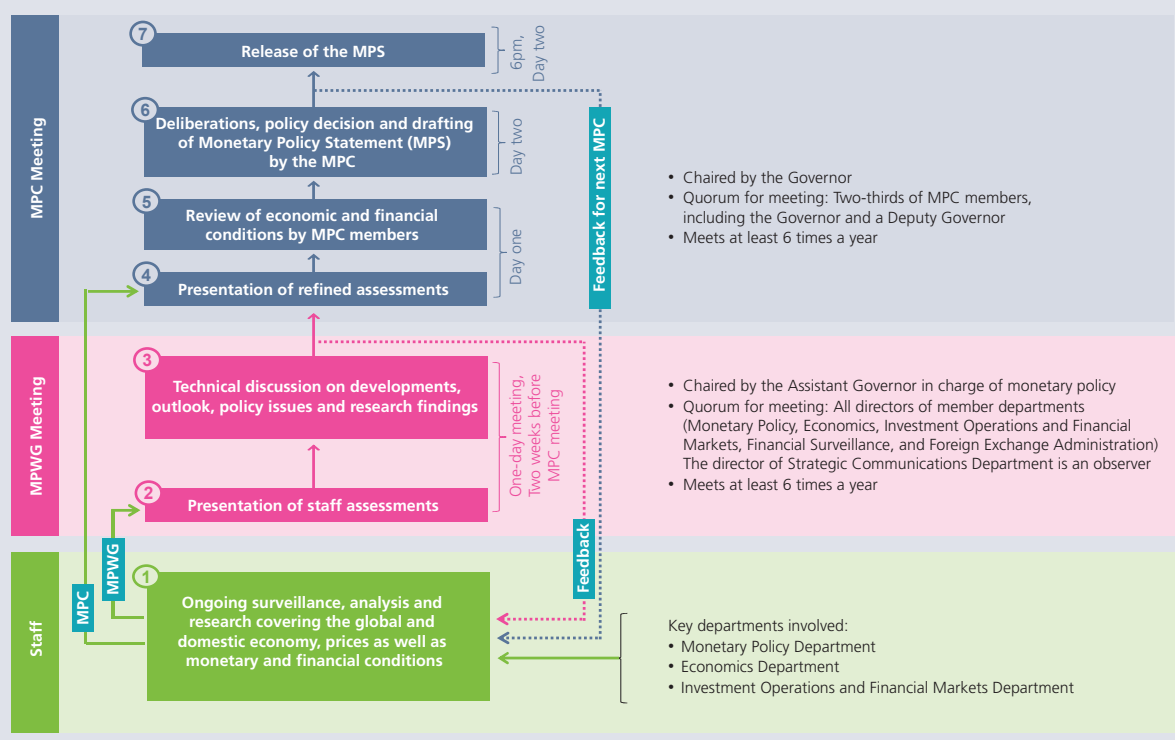 MPC Meeting
7
Release of the MPS
6pm,
Day two
6
Deliberations, policy decision and drafting
of Monetary Policy Statement (MPS)
by the MPC
Day two
5
Review of economic and financial
conditions by MPC members
4
Presentation of refined assessments
Day one
Feedback for next MPC
• Chaired by the Governor
• Quorum for meeting: Two-thirds of MPC members,
including the Governor and a Deputy Governor
• Meets at least 6 times a year
MPWG Meeting
3
Technical discussion on developments,
outlook, policy issues and research findings
2
Presentation of staff assessments
One-day meeting,
Two weeks before
MPC meeting
• Chaired by the Assistant Governor in charge of monetary policy
• Quorum for meeting: All directors of member departments
(Monetary Policy, Economics, Investment Operations and Financial
Markets, Financial Surveillance, and Foreign Exchange Administration)
The director of Strategic Communications Department is an observer
• Meets at least 6 times a year
Staff
MPC
MPWG
1
Ongoing surveillance, analysis and
research covering the global and
domestic economy, prices as well as
monetary and financial conditions
Feedback
Key departments involved:
• Monetary Policy Department
• Economics Department
• Investment Operations and Financial Markets Department